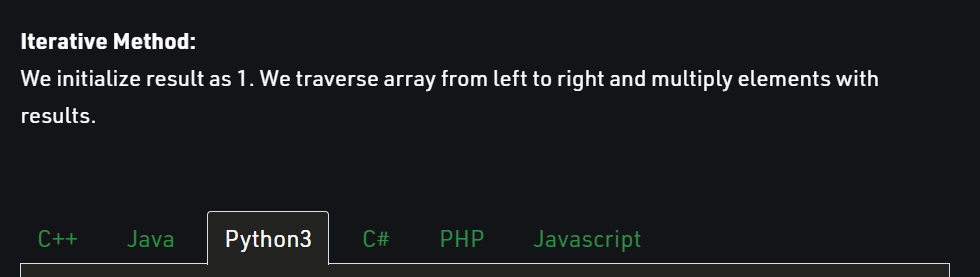 Iterative Method:
We initialize result as 1. We traverse array from left to right and multiply elements with
results.
C++ Java Python3 C# PHP Javascript